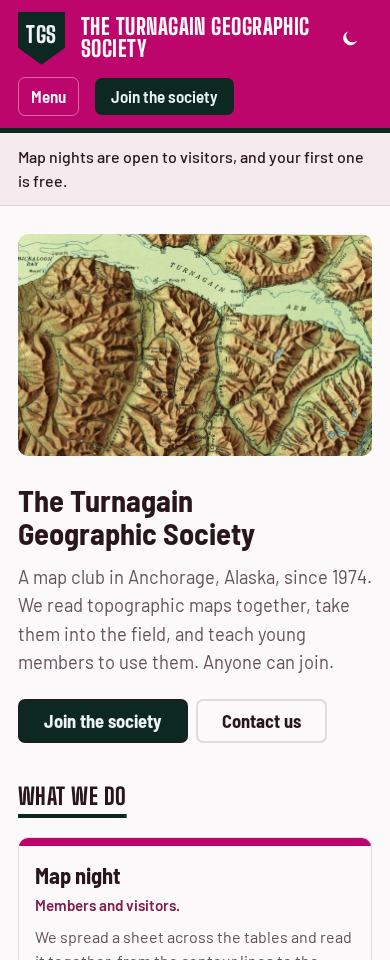 TGS
THE TURNAGAIN GEOGRAPHIC
SOCIETY
Menu
Join the society
Map nights are open to visitors, and your first one
is free.
TURNAGAIN
ARM
The Turnagain
Geographic Society
A map club in Anchorage, Alaska, since 1974.
We read topographic maps together, take
them into the field, and teach young
members to use them. Anyone can join.
Join the society
Contact us
WHAT WE DO
Map night
Members and visitors.
We spread a sheet across the tables and read